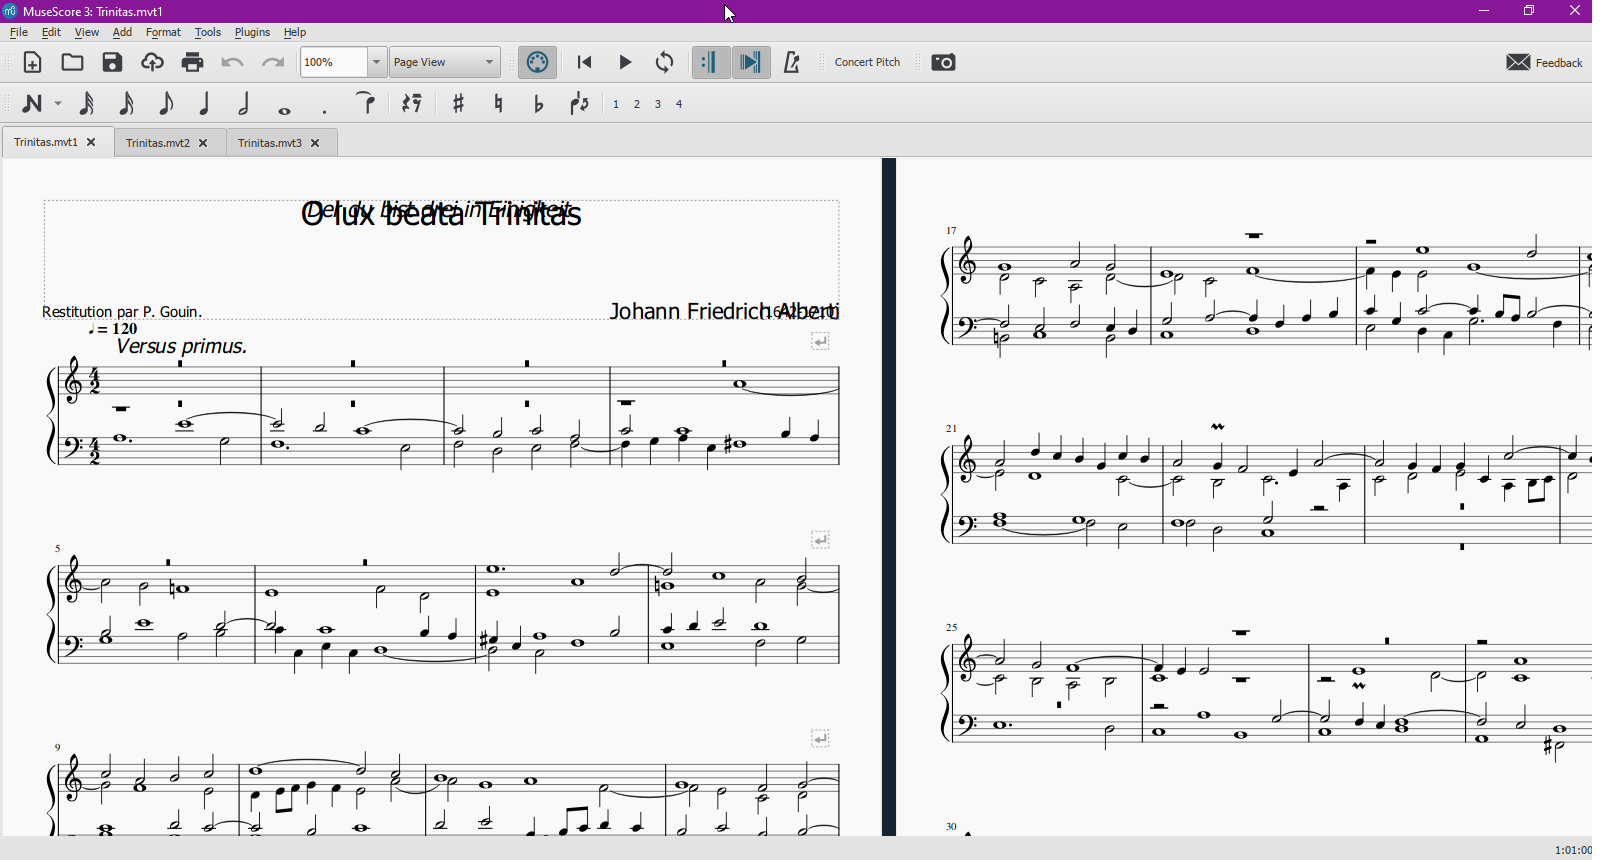 MuseScore 3: Trinitas.mvt1
File Edit View Add Format Tools Plugins Help
100% Page View Concert Pitch Feedback
1 2 3 4
Trinitas.mvt1 Trinitas.mvt2 Trinitas.mvt3
Der du bist drei in Einigkeit
O lux beata Trinitas
Restitution par P. Gouin.
Johann Friedrich Alberti
(1642-1710)
= 120
Versus primus.
5
9
17
21
25
30
1:01:00